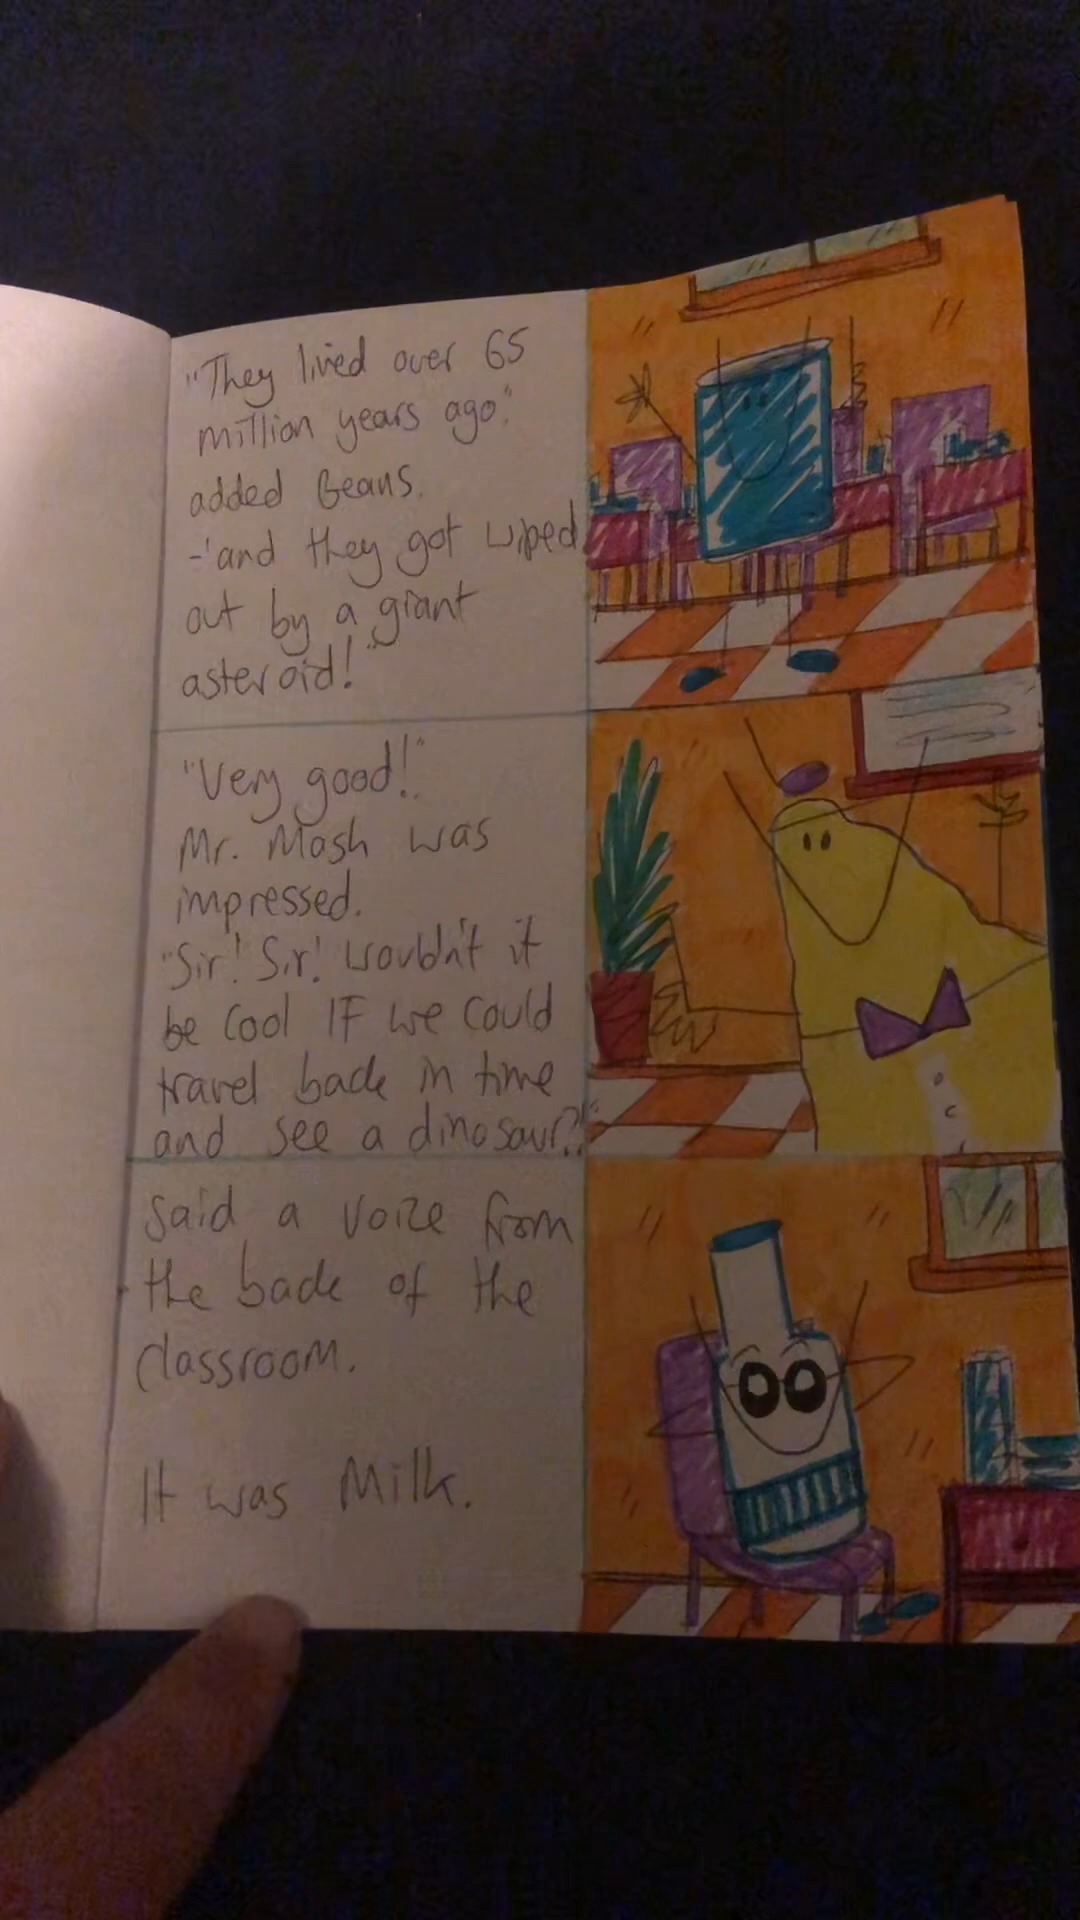 "They lived over 65
million years ago."
added Beans.
-'and they got wiped
out by a giant
asteroid!"
"Very good!"
Mr. Mash was
impressed.
"Sir! Sir! Wouldn't it
be cool IF we could
travel back in time
and see a dinosaur?!"
said a voice from
the back of the
classroom.
It was Milk.